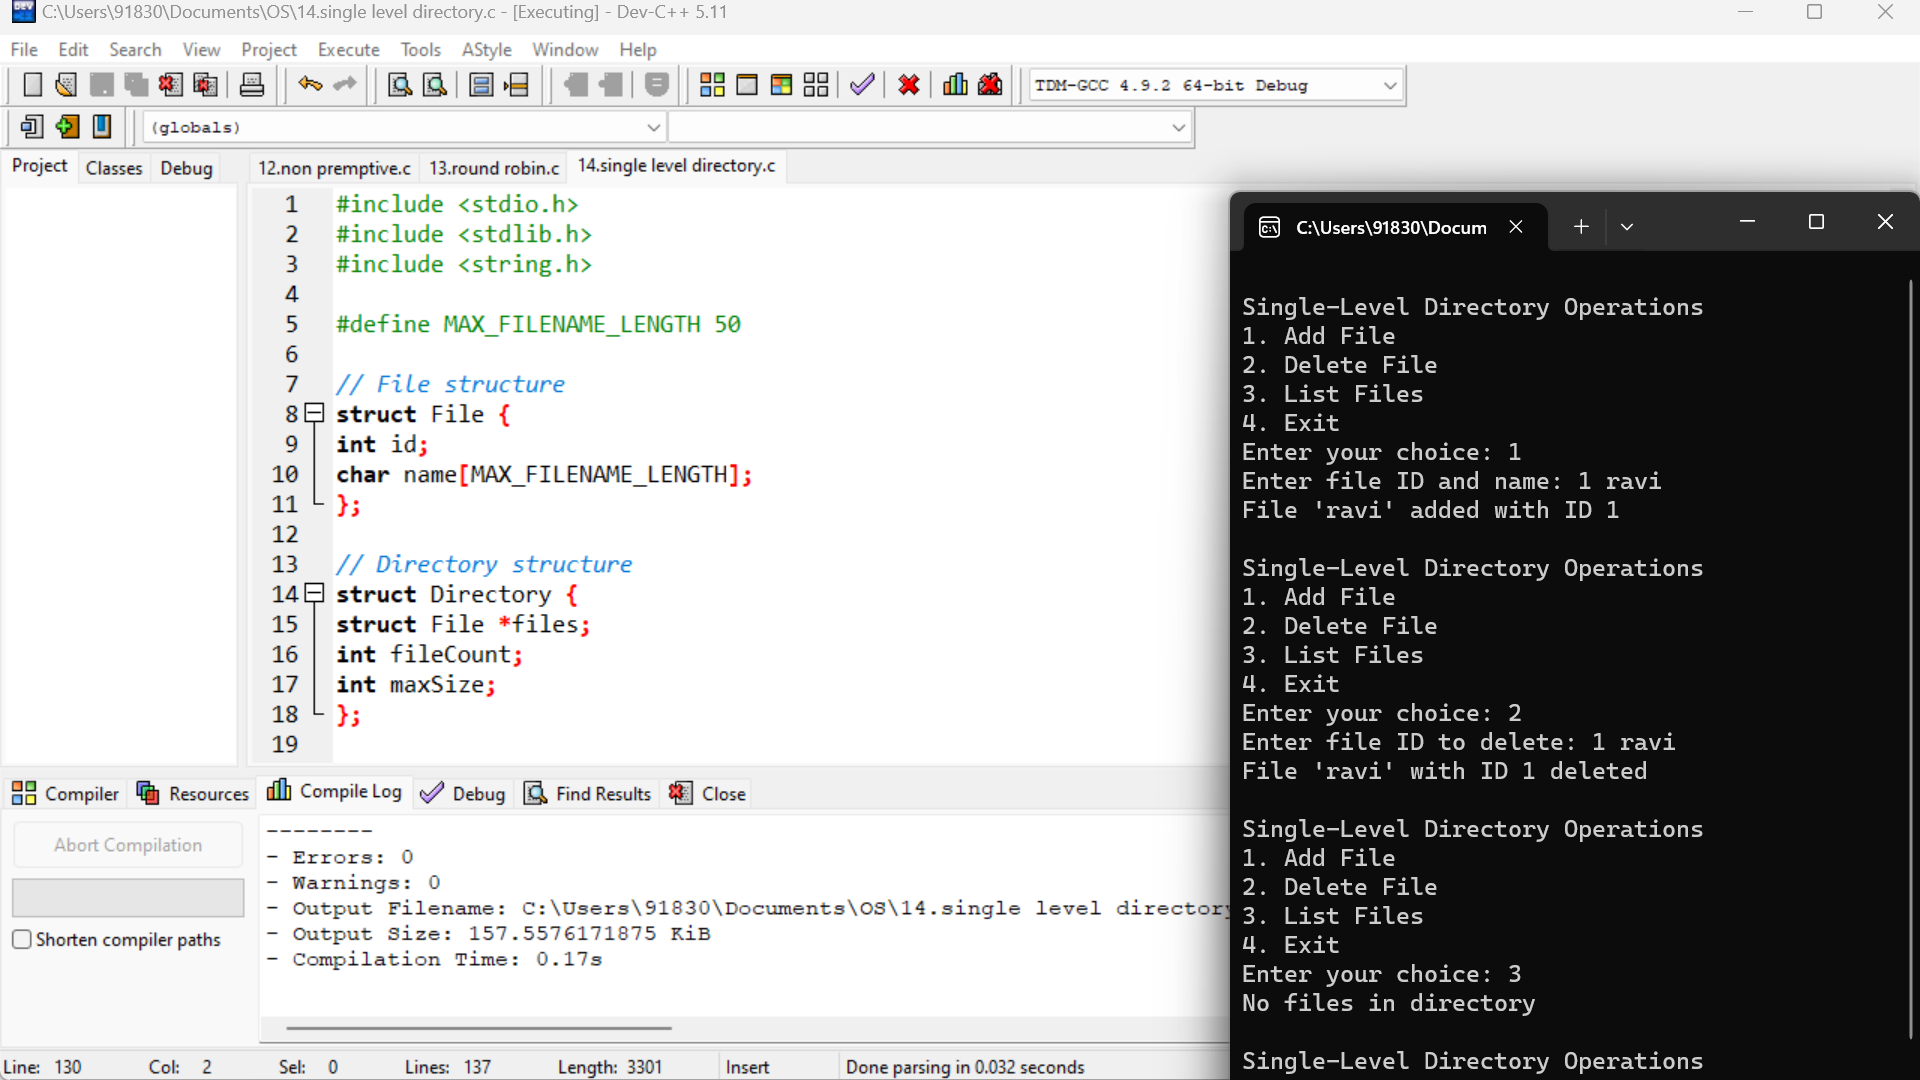 C:\Users\91830\Documents\OS\14.single level directory.c - [Executing] - Dev-C++ 5.11
File Edit Search View Project Execute Tools AStyle Window Help
TDM-GCC 4.9.2 64-bit Debug
(globals)
Project Classes Debug
12.non premptive.c 13.round robin.c 14.single level directory.c
1 #include <stdio.h>
2 #include <stdlib.h>
3 #include <string.h>
4
5 #define MAX_FILENAME_LENGTH 50
6
7 // File structure
8 struct File {
9 int id;
10 char name[MAX_FILENAME_LENGTH];
11 };
12
13 // Directory structure
14 struct Directory {
15 struct File *files;
16 int fileCount;
17 int maxSize;
18 };
19
Compiler Resources Compile Log Debug Find Results Close
Abort Compilation
Shorten compiler paths
--------
- Errors: 0
- Warnings: 0
- Output Filename: C:\Users\91830\Documents\OS\14.single level directory
- Output Size: 157.5576171875 KiB
- Compilation Time: 0.17s
Line: 130 Col: 2 Sel: 0 Lines: 137 Length: 3301 Insert Done parsing in 0.032 seconds
C:\Users\91830\Docum
Single-Level Directory Operations
1. Add File
2. Delete File
3. List Files
4. Exit
Enter your choice: 1
Enter file ID and name: 1 ravi
File 'ravi' added with ID 1
Single-Level Directory Operations
1. Add File
2. Delete File
3. List Files
4. Exit
Enter your choice: 2
Enter file ID to delete: 1 ravi
File 'ravi' with ID 1 deleted
Single-Level Directory Operations
1. Add File
2. Delete File
3. List Files
4. Exit
Enter your choice: 3
No files in directory
Single-Level Directory Operations